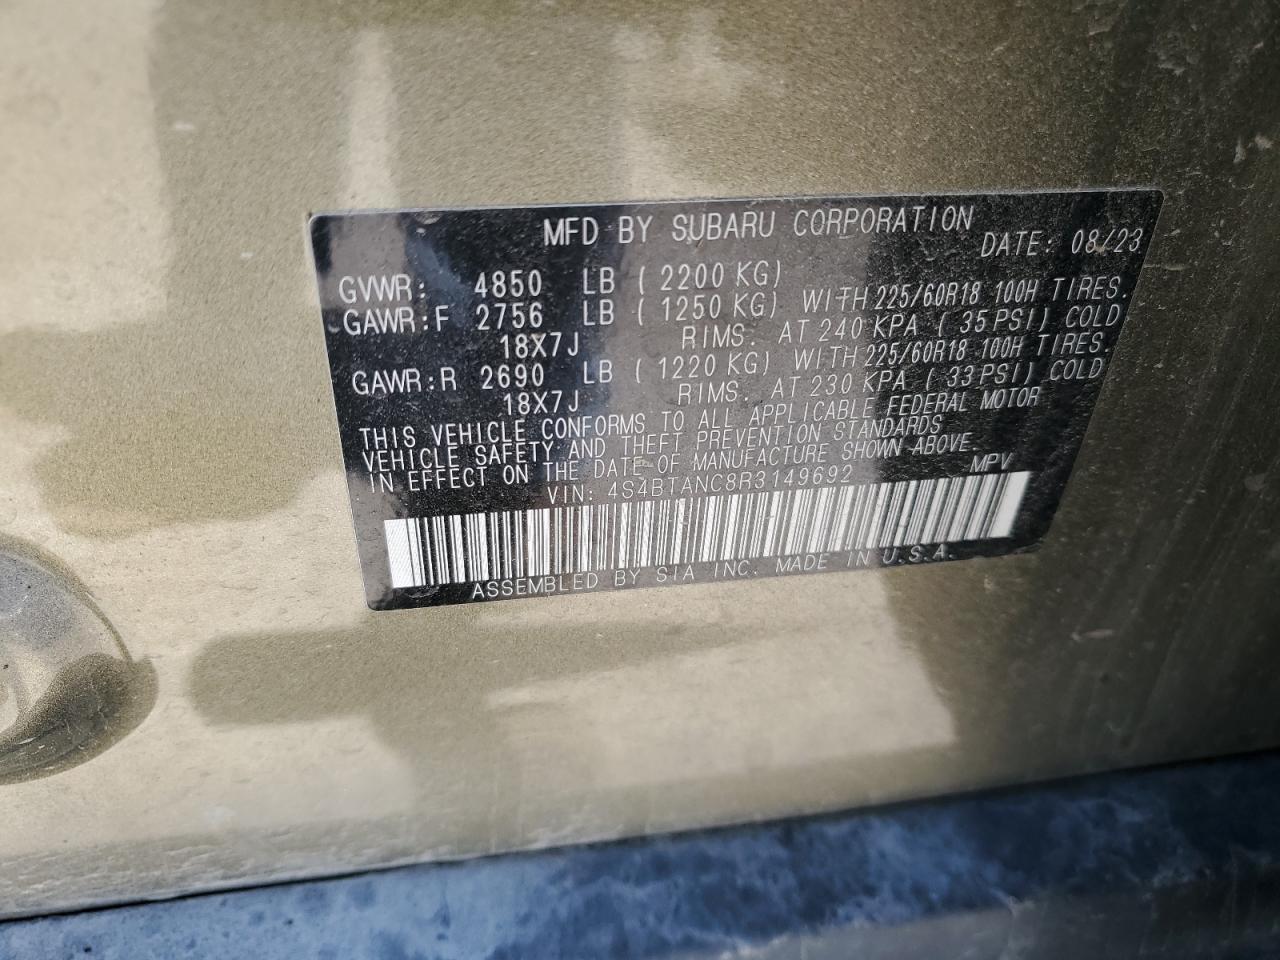 MFD BY SUBARU CORPORATION DATE: 08/23
GVWR: 4850 LB ( 2200 KG)
GAWR:F 2756 LB ( 1250 KG) WITH 225/60R18 100H TIRES.
18X7J RIMS. AT 240 KPA ( 35 PSI) COLD
GAWR:R 2690 LB ( 1220 KG) WITH 225/60R18 100H TIRES.
18X7J RIMS. AT 230 KPA ( 33 PSI) COLD
THIS VEHICLE CONFORMS TO ALL APPLICABLE FEDERAL MOTOR
VEHICLE SAFETY AND THEFT PREVENTION STANDARDS
IN EFFECT ON THE DATE OF MANUFACTURE SHOWN ABOVE.
VIN: 4S4BTANC8R3149692 MPV
ASSEMBLED BY SIA INC. MADE IN U.S.A.